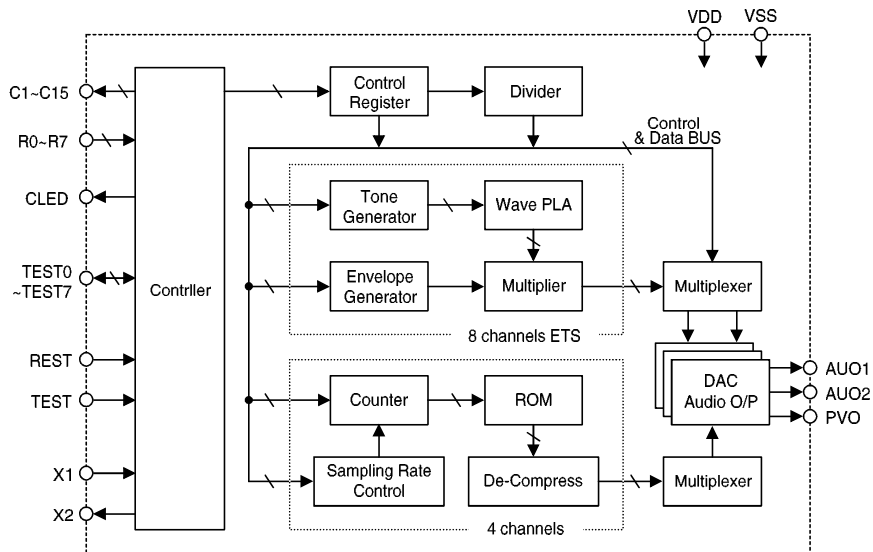 VDD
VSS
C1~C15
R0~R7
CLED
TEST0
~TEST7
REST
TEST
X1
X2
Contrller
Control
Register
Divider
Control
& Data BUS
Tone
Generator
Wave PLA
Envelope
Generator
Multiplier
Multiplexer
8 channels ETS
Counter
ROM
Sampling Rate
Control
De-Compress
Multiplexer
4 channels
DAC
Audio O/P
AUO1
AUO2
PVO